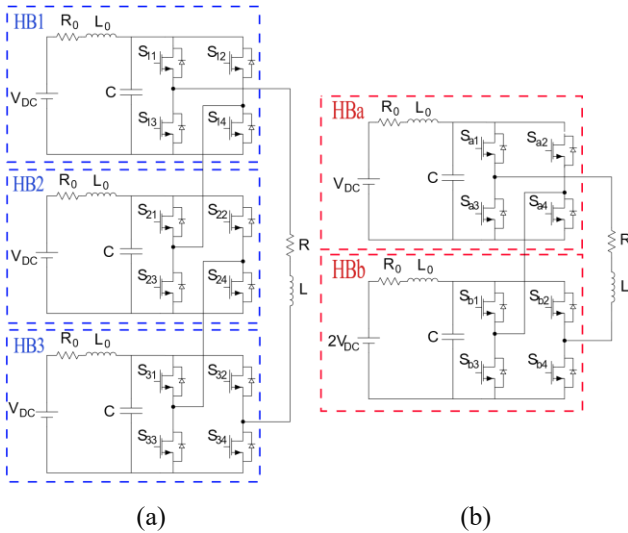 HB1
R0 L0
S11 S12
VDC
C
S13 S14
HB2
R0 L0
S21 S22
VDC
C
S23 S24
R
L
HB3
R0 L0
S31 S32
VDC
C
S33 S34
(a)
HBa
R0 L0
Sa1 Sa2
VDC
C
Sa3 Sa4
R
L
HBb
R0 L0
Sb1 Sb2
2VDC
C
Sb3 Sb4
(b)